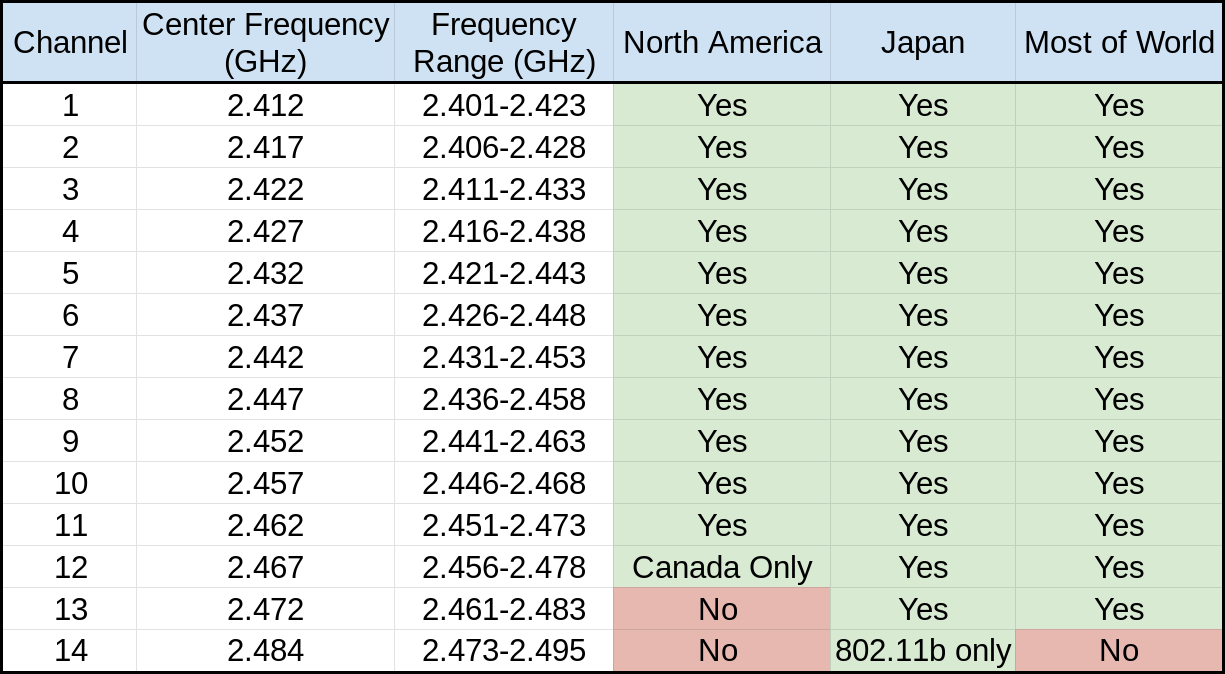 Channel Center Frequency (GHz) Frequency Range (GHz) North America Japan Most of World
1 2.412 2.401-2.423 Yes Yes Yes
2 2.417 2.406-2.428 Yes Yes Yes
3 2.422 2.411-2.433 Yes Yes Yes
4 2.427 2.416-2.438 Yes Yes Yes
5 2.432 2.421-2.443 Yes Yes Yes
6 2.437 2.426-2.448 Yes Yes Yes
7 2.442 2.431-2.453 Yes Yes Yes
8 2.447 2.436-2.458 Yes Yes Yes
9 2.452 2.441-2.463 Yes Yes Yes
10 2.457 2.446-2.468 Yes Yes Yes
11 2.462 2.451-2.473 Yes Yes Yes
12 2.467 2.456-2.478 Canada Only Yes Yes
13 2.472 2.461-2.483 No Yes Yes
14 2.484 2.473-2.495 No 802.11b only No